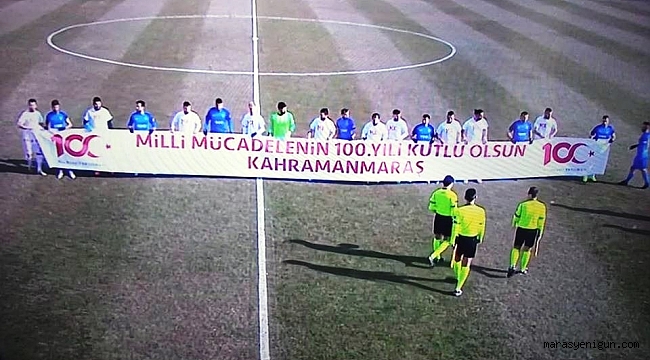 100
MİLLİ MÜCADELENİN 100.YILI KUTLU OLSUN
KAHRAMANMARAŞ
100
marasyenigun.com